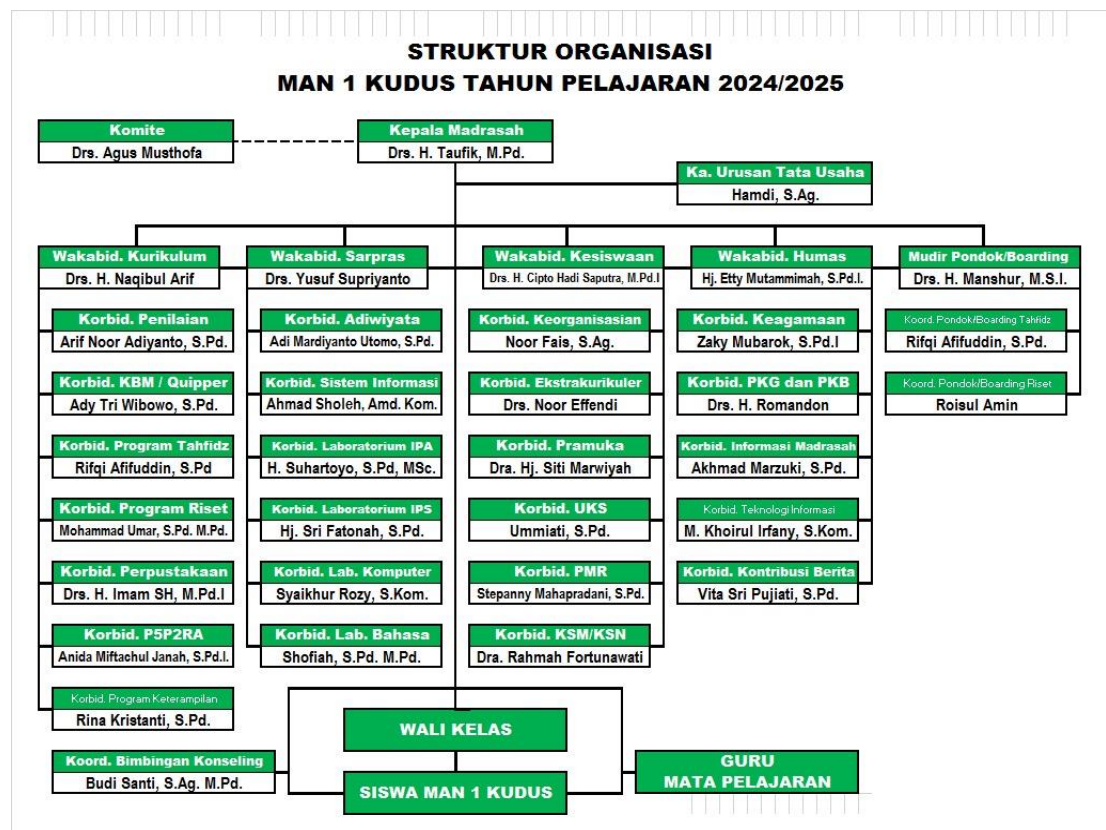 STRUKTUR ORGANISASI
MAN 1 KUDUS TAHUN PELAJARAN 2024/2025
Komite
Drs. Agus Musthofa
Kepala Madrasah
Drs. H. Taufik, M.Pd.
Ka. Urusan Tata Usaha
Hamdi, S.Ag.
Wakabid. Kurikulum
Drs. H. Naqibul Arif
Korbid. Penilaian
Arif Noor Adiyanto, S.Pd.
Korbid. KBM / Quipper
Ady Tri Wibowo, S.Pd.
Korbid. Program Tahfidz
Rifqi Afifuddin, S.Pd
Korbid. Program Riset
Mohammad Umar, S.Pd. M.Pd.
Korbid. Perpustakaan
Drs. H. Imam SH, M.Pd.I
Korbid. P5P2RA
Anida Miftachul Janah, S.Pd.I.
Korbid. Program Keterampilan
Rina Kristanti, S.Pd.
Wakabid. Sarpras
Drs. Yusuf Supriyanto
Korbid. Adiwiyata
Adi Mardiyanto Utomo, S.Pd.
Korbid. Sistem Informasi
Ahmad Sholeh, Amd. Kom.
Korbid. Laboratorium IPA
H. Suhartoyo, S.Pd, MSc.
Korbid. Laboratorium IPS
Hj. Sri Fatonah, S.Pd.
Korbid. Lab. Komputer
Syaikhur Rozy, S.Kom.
Korbid. Lab. Bahasa
Shofiah, S.Pd. M.Pd.
Wakabid. Kesiswaan
Drs. H. Cipto Hadi Saputra, M.Pd.I
Korbid. Keorganisasian
Noor Fais, S.Ag.
Korbid. Ekstrakurikuler
Drs. Noor Effendi
Korbid. Pramuka
Dra. Hj. Siti Marwiyah
Korbid. UKS
Ummiati, S.Pd.
Korbid. PMR
Stepanny Mahapradani, S.Pd.
Korbid. KSM/KSN
Dra. Rahmah Fortunawati
Wakabid. Humas
Hj. Etty Mutammimah, S.Pd.I.
Korbid. Keagamaan
Zaky Mubarok, S.Pd.I
Korbid. PKG dan PKB
Drs. H. Romandon
Korbid. Informasi Madrasah
Akhmad Marzuki, S.Pd.
Korbid. Teknologi Informasi
M. Khoirul Irfany, S.Kom.
Korbid. Kontribusi Berita
Vita Sri Pujiati, S.Pd.
Mudir Pondok/Boarding
Drs. H. Manshur, M.S.I.
Koord. Pondok/Boarding Tahfidz
Rifqi Afifuddin, S.Pd.
Koord. Pondok/Boarding Riset
Roisul Amin
WALI KELAS
Koord. Bimbingan Konseling
Budi Santi, S.Ag. M.Pd.
SISWA MAN 1 KUDUS
GURU
MATA PELAJARAN